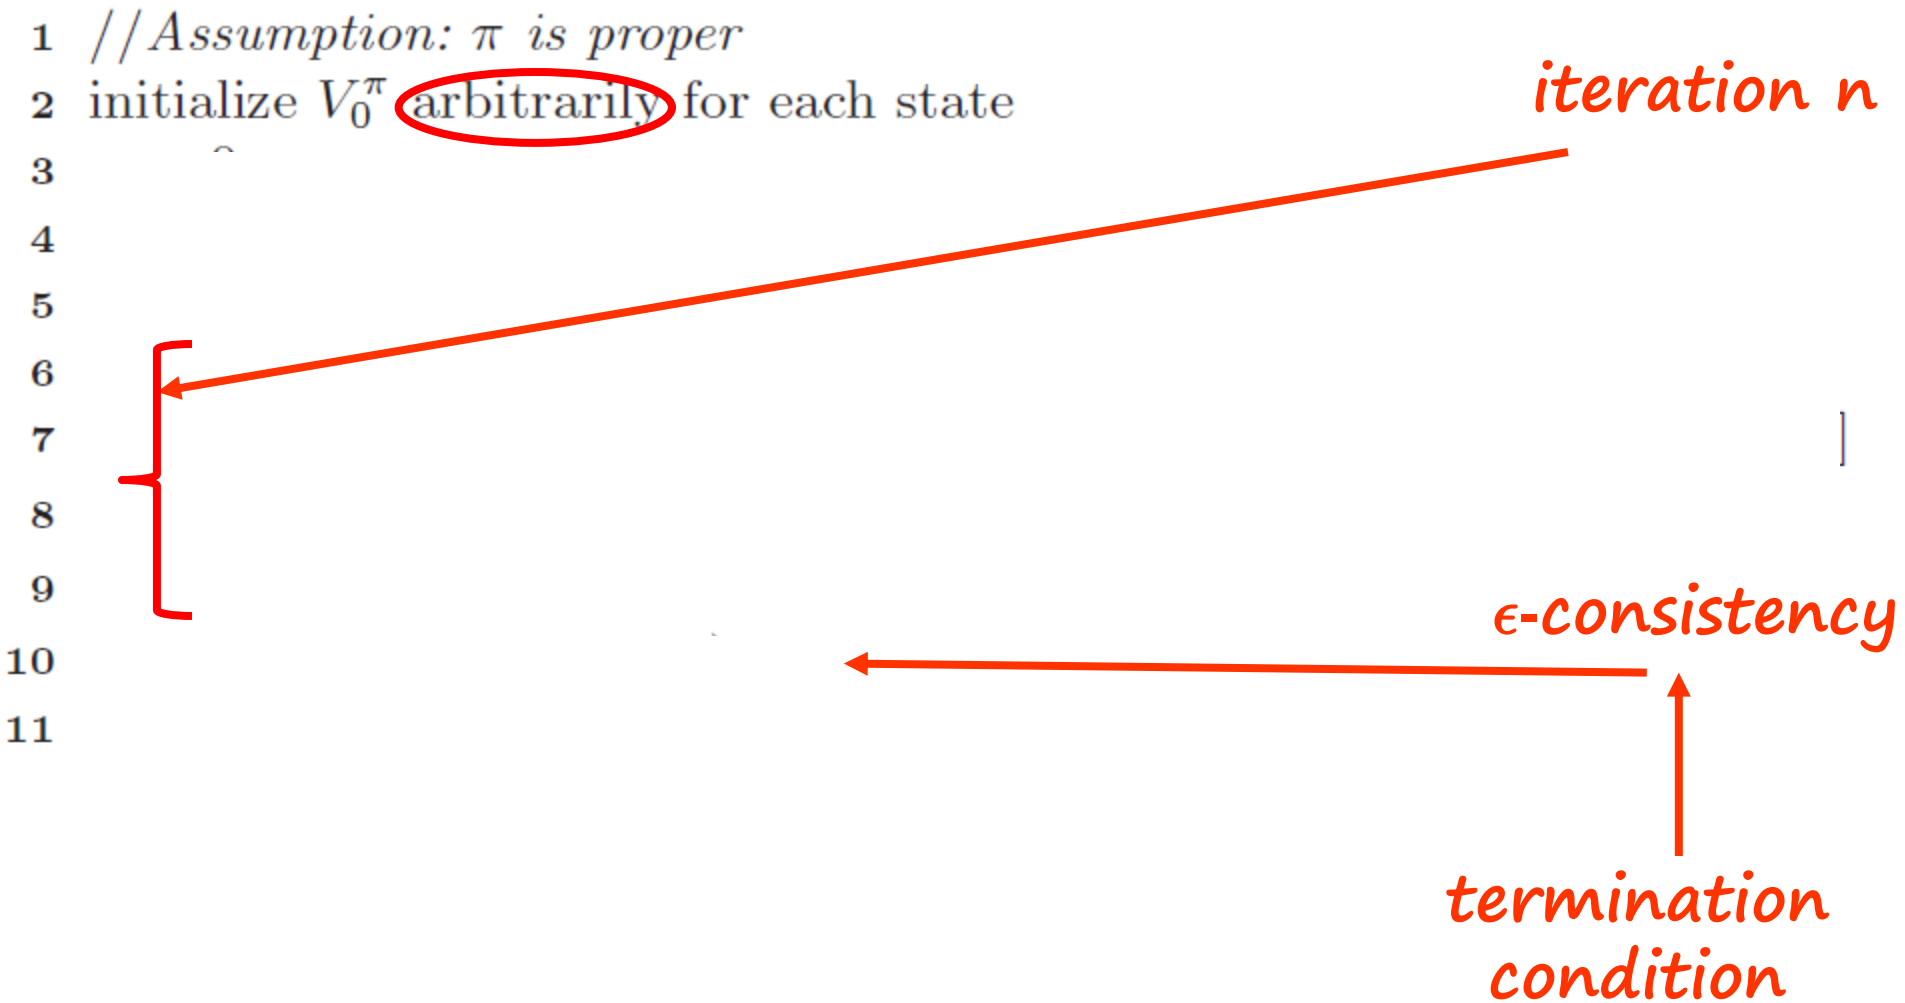 1 //Assumption: π is proper
iteration n
2 initialize V₀^π arbitrarily for each state
3
4
5
6
7 ]
8
9
ϵ-consistency
10
11
termination
condition